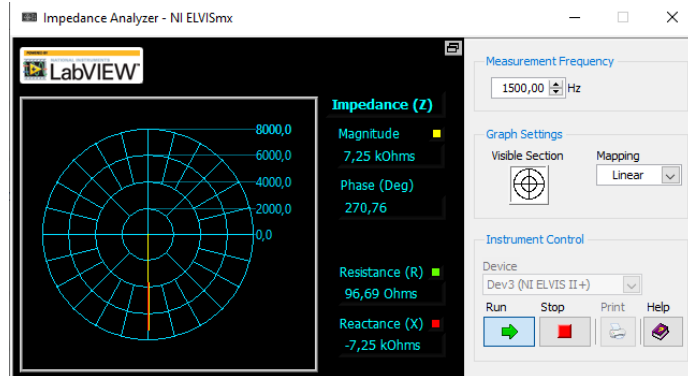 Impedance Analyzer - NI ELVISmx
LabVIEW™
8000,0
6000,0
4000,0
2000,0
0,0
Impedance (Z)
Magnitude
7,25 kOhms
Phase (Deg)
270,76
Resistance (R)
96,69 Ohms
Reactance (X)
-7,25 kOhms
Measurement Frequency
1500,00 Hz
Graph Settings
Visible Section Mapping
Linear
Instrument Control
Device
Dev3 (NI ELVIS II+)
Run Stop Print Help